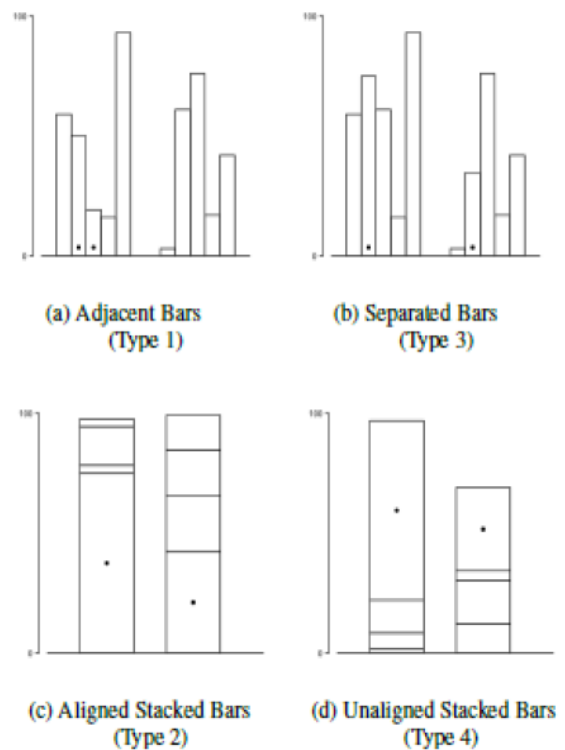 100
0
100
0
(a) Adjacent Bars
(Type 1)
(b) Separated Bars
(Type 3)
100
0
100
0
(c) Aligned Stacked Bars
(Type 2)
(d) Unaligned Stacked Bars
(Type 4)